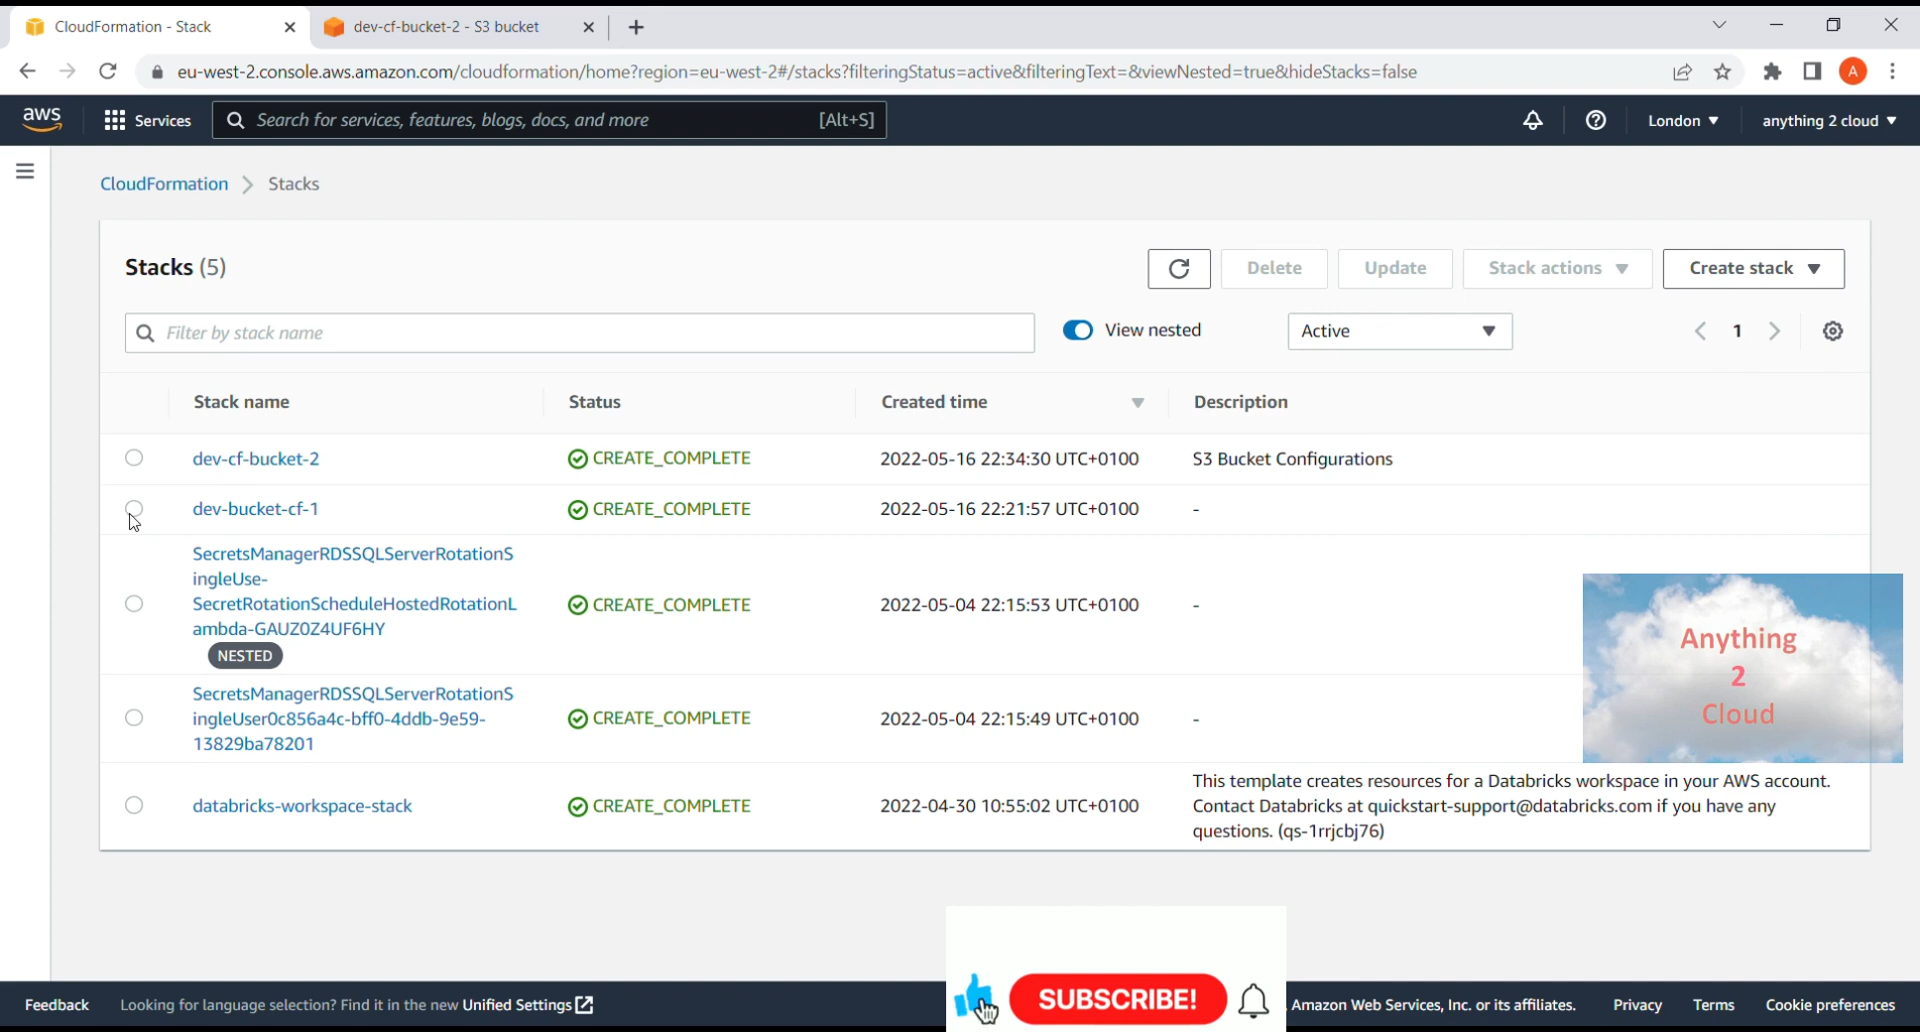 CloudFormation - Stack
dev-cf-bucket-2 - S3 bucket
eu-west-2.console.aws.amazon.com/cloudformation/home?region=eu-west-2#/stacks?filteringStatus=active&filteringText=&viewNested=true&hideStacks=false
A
aws
Services
Search for services, features, blogs, docs, and more
[Alt+S]
London
anything 2 cloud
CloudFormation
Stacks
Stacks (5)
Delete
Update
Stack actions
Create stack
Filter by stack name
View nested
Active
1
Stack name
Status
Created time
Description
dev-cf-bucket-2
CREATE_COMPLETE
2022-05-16 22:34:30 UTC+0100
S3 Bucket Configurations
dev-bucket-cf-1
CREATE_COMPLETE
2022-05-16 22:21:57 UTC+0100
-
SecretsManagerRDSSQLServerRotationS
ingleUse-
SecretRotationScheduleHostedRotationL
ambda-GAUZ0Z4UF6HY
NESTED
CREATE_COMPLETE
2022-05-04 22:15:53 UTC+0100
-
SecretsManagerRDSSQLServerRotationS
ingleUser0c856a4c-bff0-4ddb-9e59-
13829ba78201
CREATE_COMPLETE
2022-05-04 22:15:49 UTC+0100
-
Anything
2
Cloud
databricks-workspace-stack
CREATE_COMPLETE
2022-04-30 10:55:02 UTC+0100
This template creates resources for a Databricks workspace in your AWS account.
Contact Databricks at quickstart-support@databricks.com if you have any
questions. (qs-1rrjcbj76)
Feedback
Looking for language selection? Find it in the new Unified Settings
SUBSCRIBE!
, Amazon Web Services, Inc. or its affiliates.
Privacy
Terms
Cookie preferences